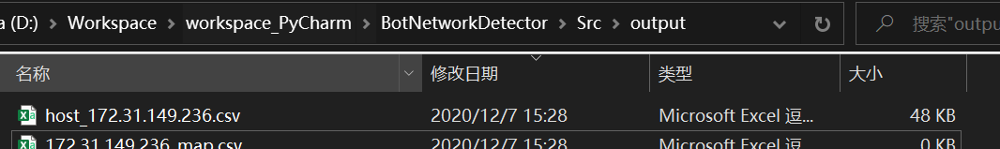 a (D:) > Workspace > workspace_PyCharm > BotNetworkDetector > Src > output 搜索"outpu
名称 修改日期 类型 大小
host_172.31.149.236.csv 2020/12/7 15:28 Microsoft Excel 逗... 48 KB
172.31.149.236_map.csv 2020/12/7 15:28 Microsoft Excel 逗... 0 KB